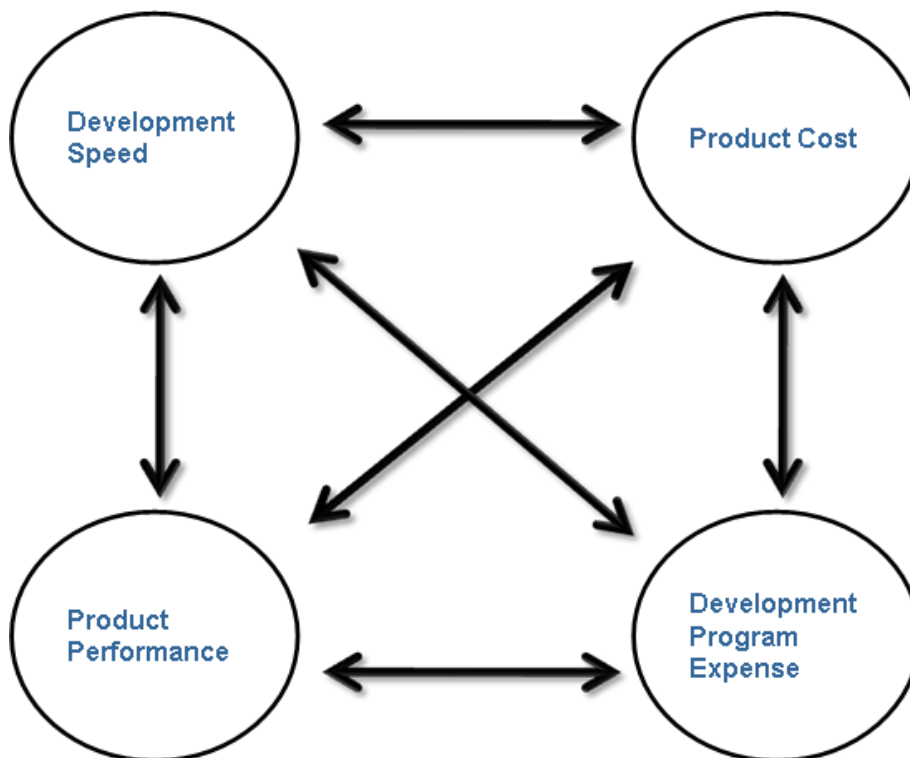 Development
Speed
Product Cost
Product
Performance
Development
Program
Expense